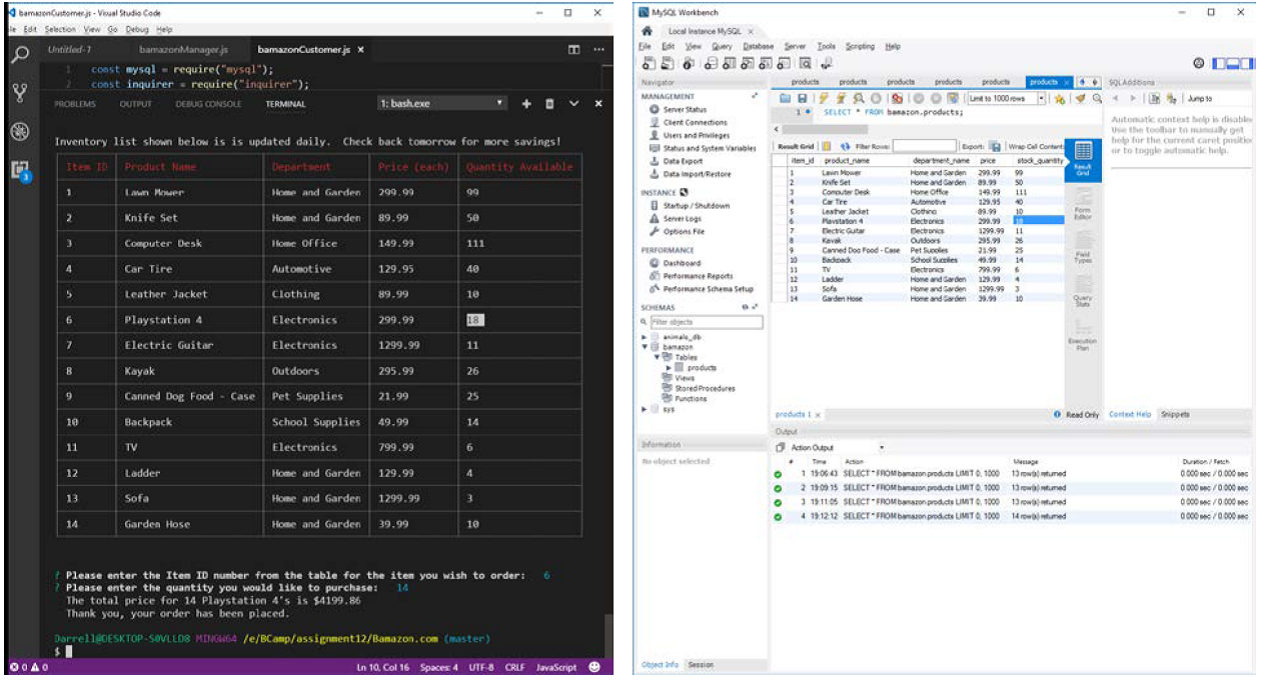 bamazonCustomer.js - Visual Studio Code
Edit Selection View Go Debug Help
Untitled-1 bamazonManager.js bamazonCustomer.js
1 const mysql = require("mysql");
2 const inquirer = require("inquirer");
PROBLEMS OUTPUT DEBUG CONSOLE TERMINAL 1: bash.exe
Inventory list shown below is is updated daily. Check back tomorrow for more savings!
Item ID Product Name Department Price (each) Quantity Available
1 Lawn Mower Home and Garden 299.99 99
2 Knife Set Home and Garden 89.99 50
3 Computer Desk Home Office 149.99 111
4 Car Tire Automotive 129.95 40
5 Leather Jacket Clothing 89.99 10
6 Playstation 4 Electronics 299.99 18
7 Electric Guitar Electronics 1299.99 11
8 Kayak Outdoors 295.99 26
9 Canned Dog Food - Case Pet Supplies 21.99 25
10 Backpack School Supplies 49.99 14
11 TV Electronics 799.99 6
12 Ladder Home and Garden 129.99 4
13 Sofa Home and Garden 1299.99 3
14 Garden Hose Home and Garden 39.99 10
? Please enter the Item ID number from the table for the item you wish to order: 6
? Please enter the quantity you would like to purchase: 14
The total price for 14 Playstation 4's is $4199.86
Thank you, your order has been placed.
Darrell@DESKTOP-S0VLLD8 MINGW64 /e/BCamp/assignment12/Bamazon.com (master)
$
0 0 Ln 10, Col 16 Spaces: 4 UTF-8 CRLF JavaScript
MySQL Workbench
Local Instance MySQL
File Edit View Query Database Server Tools Scripting Help
Navigator
MANAGEMENT
Server Status
Client Connections
Users and Privileges
Status and System Variables
Data Export
Data Import/Restore
INSTANCE
Startup / Shutdown
Server Logs
Options File
PERFORMANCE
Dashboard
Performance Reports
Performance Schema Setup
SCHEMAS
Filter objects
animals_db
bamazon
Tables
products
Views
Stored Procedures
Functions
sys
Information
No object selected
Object Info Session
products products products products products products
Limit to 1000 rows
1 SELECT * FROM bamazon.products;
Result Grid Filter Rows: Export: Wrap Cell Content:
item_id product_name department_name price stock_quantity
1 Lawn Mower Home and Garden 299.99 99
2 Knife Set Home and Garden 89.99 50
3 Computer Desk Home Office 149.99 111
4 Car Tire Automotive 129.95 40
5 Leather Jacket Clothing 89.99 10
6 Playstation 4 Electronics 299.99
7 Electric Guitar Electronics 1299.99 11
8 Kayak Outdoors 295.99 26
9 Canned Dog Food - Case Pet Supplies 21.99 25
10 Backpack School Supplies 49.99 14
11 TV Electronics 799.99 6
12 Ladder Home and Garden 129.99 4
13 Sofa Home and Garden 1299.99 3
14 Garden Hose Home and Garden 39.99 10
Result Grid
Form Editor
Field Types
Query Stats
Execution Plan
products 1 Read Only
SQLAdditions
Jump to
Automatic context help is disable
Use the toolbar to manually get
help for the current caret position
or to toggle automatic help.
Context Help Snippets
Output
Action Output
# Time Action Message Duration / Fetch
1 19:06:43 SELECT * FROM bamazon.products LIMIT 0, 1000 13 row(s) returned 0.000 sec / 0.000 sec
2 19:09:15 SELECT * FROM bamazon.products LIMIT 0, 1000 13 row(s) returned 0.000 sec / 0.000 sec
3 19:11:05 SELECT * FROM bamazon.products LIMIT 0, 1000 13 row(s) returned 0.000 sec / 0.000 sec
4 19:12:12 SELECT * FROM bamazon.products LIMIT 0, 1000 14 row(s) returned 0.000 sec / 0.000 sec